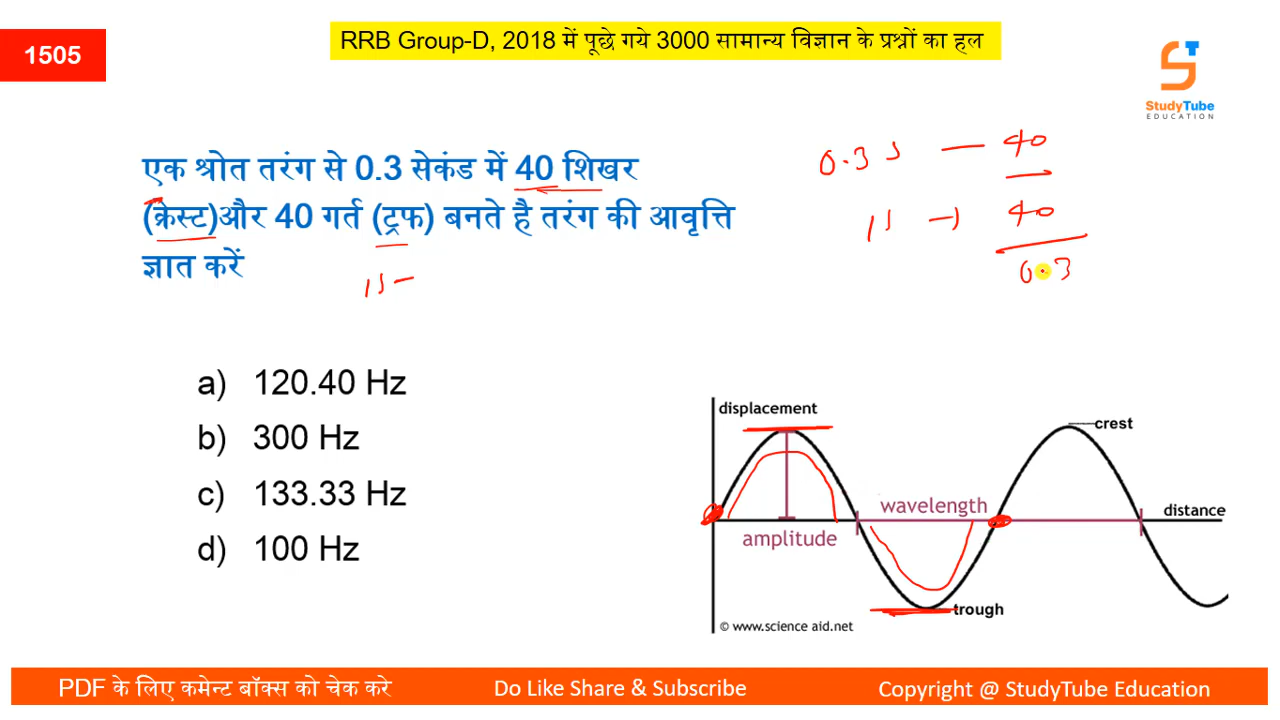 RRB Group-D, 2018 में पूछे गये 3000 सामान्य विज्ञान के प्रश्नों का हल
1505
StudyTube
EDUCATION
एक श्रोत तरंग से 0.3 सेकंड में 40 शिखर
(क्रेस्ट)और 40 गर्त (ट्रफ) बनते है तरंग की आवृत्ति
ज्ञात करें
0.3 s — 40
1s → 40
0.3
1s –
a) 120.40 Hz
b) 300 Hz
c) 133.33 Hz
d) 100 Hz
displacement
crest
wavelength
distance
amplitude
trough
© www.science aid.net
PDF के लिए कमेन्ट बॉक्स को चेक करे
Do Like Share & Subscribe
Copyright @ StudyTube Education